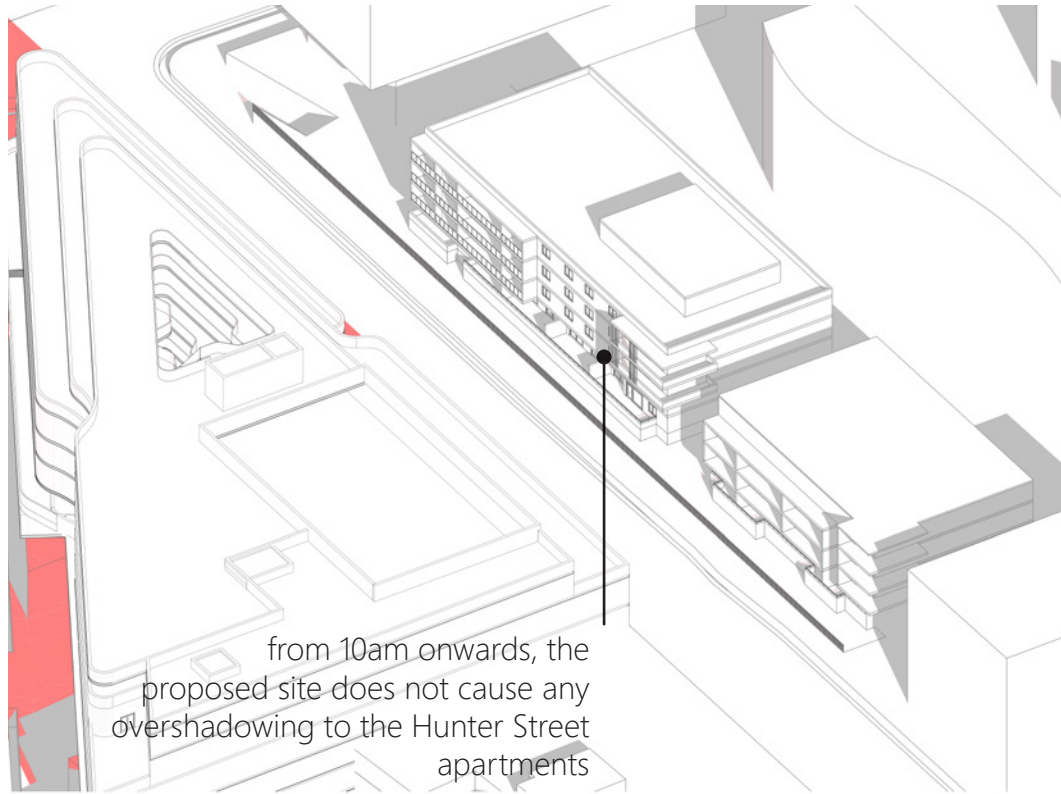 from 10am onwards, the
proposed site does not cause any
overshadowing to the Hunter Street
apartments